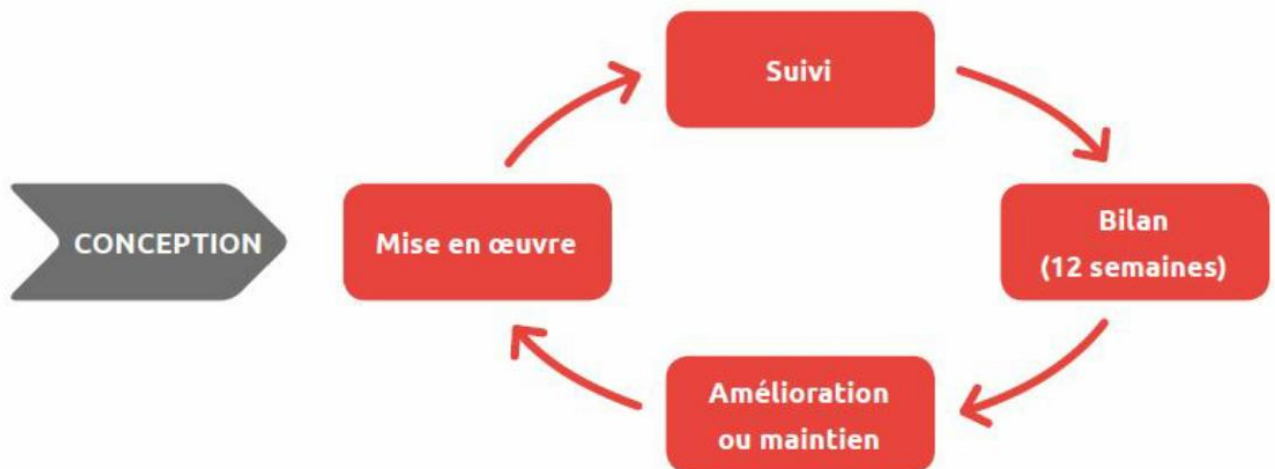 Suivi
CONCEPTION
Mise en œuvre
Bilan
(12 semaines)
Amélioration
ou maintien